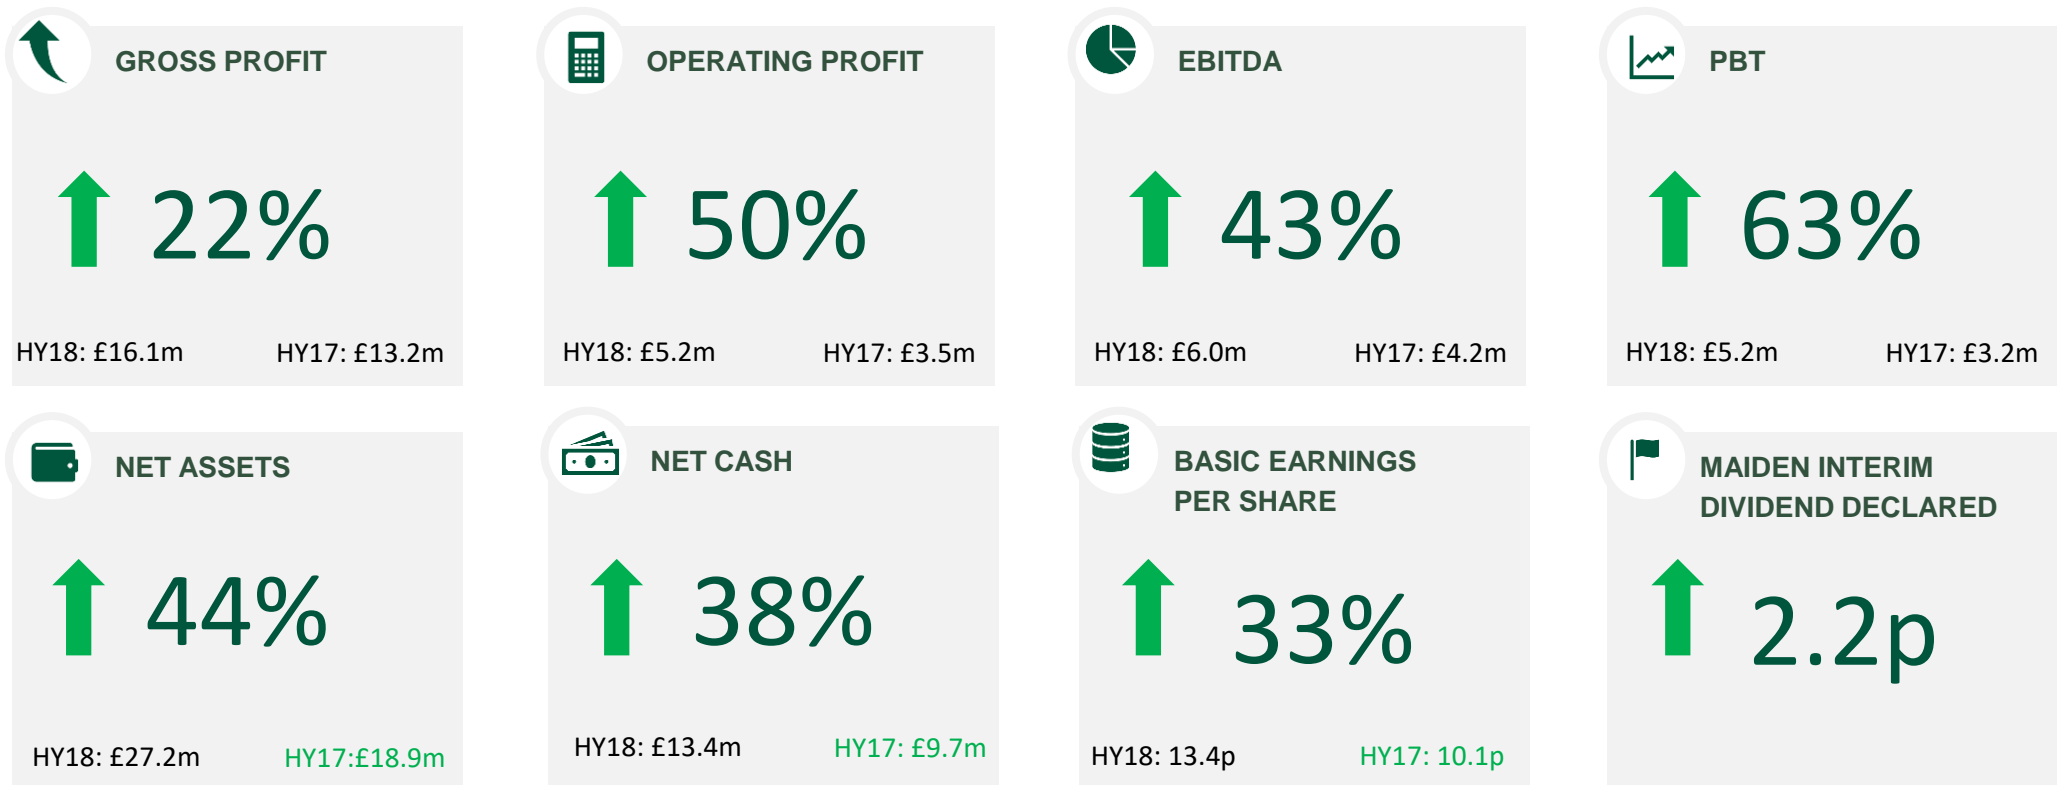 GROSS PROFIT
22%
HY18: £16.1m
HY17: £13.2m
OPERATING PROFIT
50%
HY18: £5.2m
HY17: £3.5m
EBITDA
43%
HY18: £6.0m
HY17: £4.2m
PBT
63%
HY18: £5.2m
HY17: £3.2m
NET ASSETS
44%
HY18: £27.2m
HY17:£18.9m
NET CASH
38%
HY18: £13.4m
HY17: £9.7m
BASIC EARNINGS
PER SHARE
33%
HY18: 13.4p
HY17: 10.1p
MAIDEN INTERIM
DIVIDEND DECLARED
2.2p